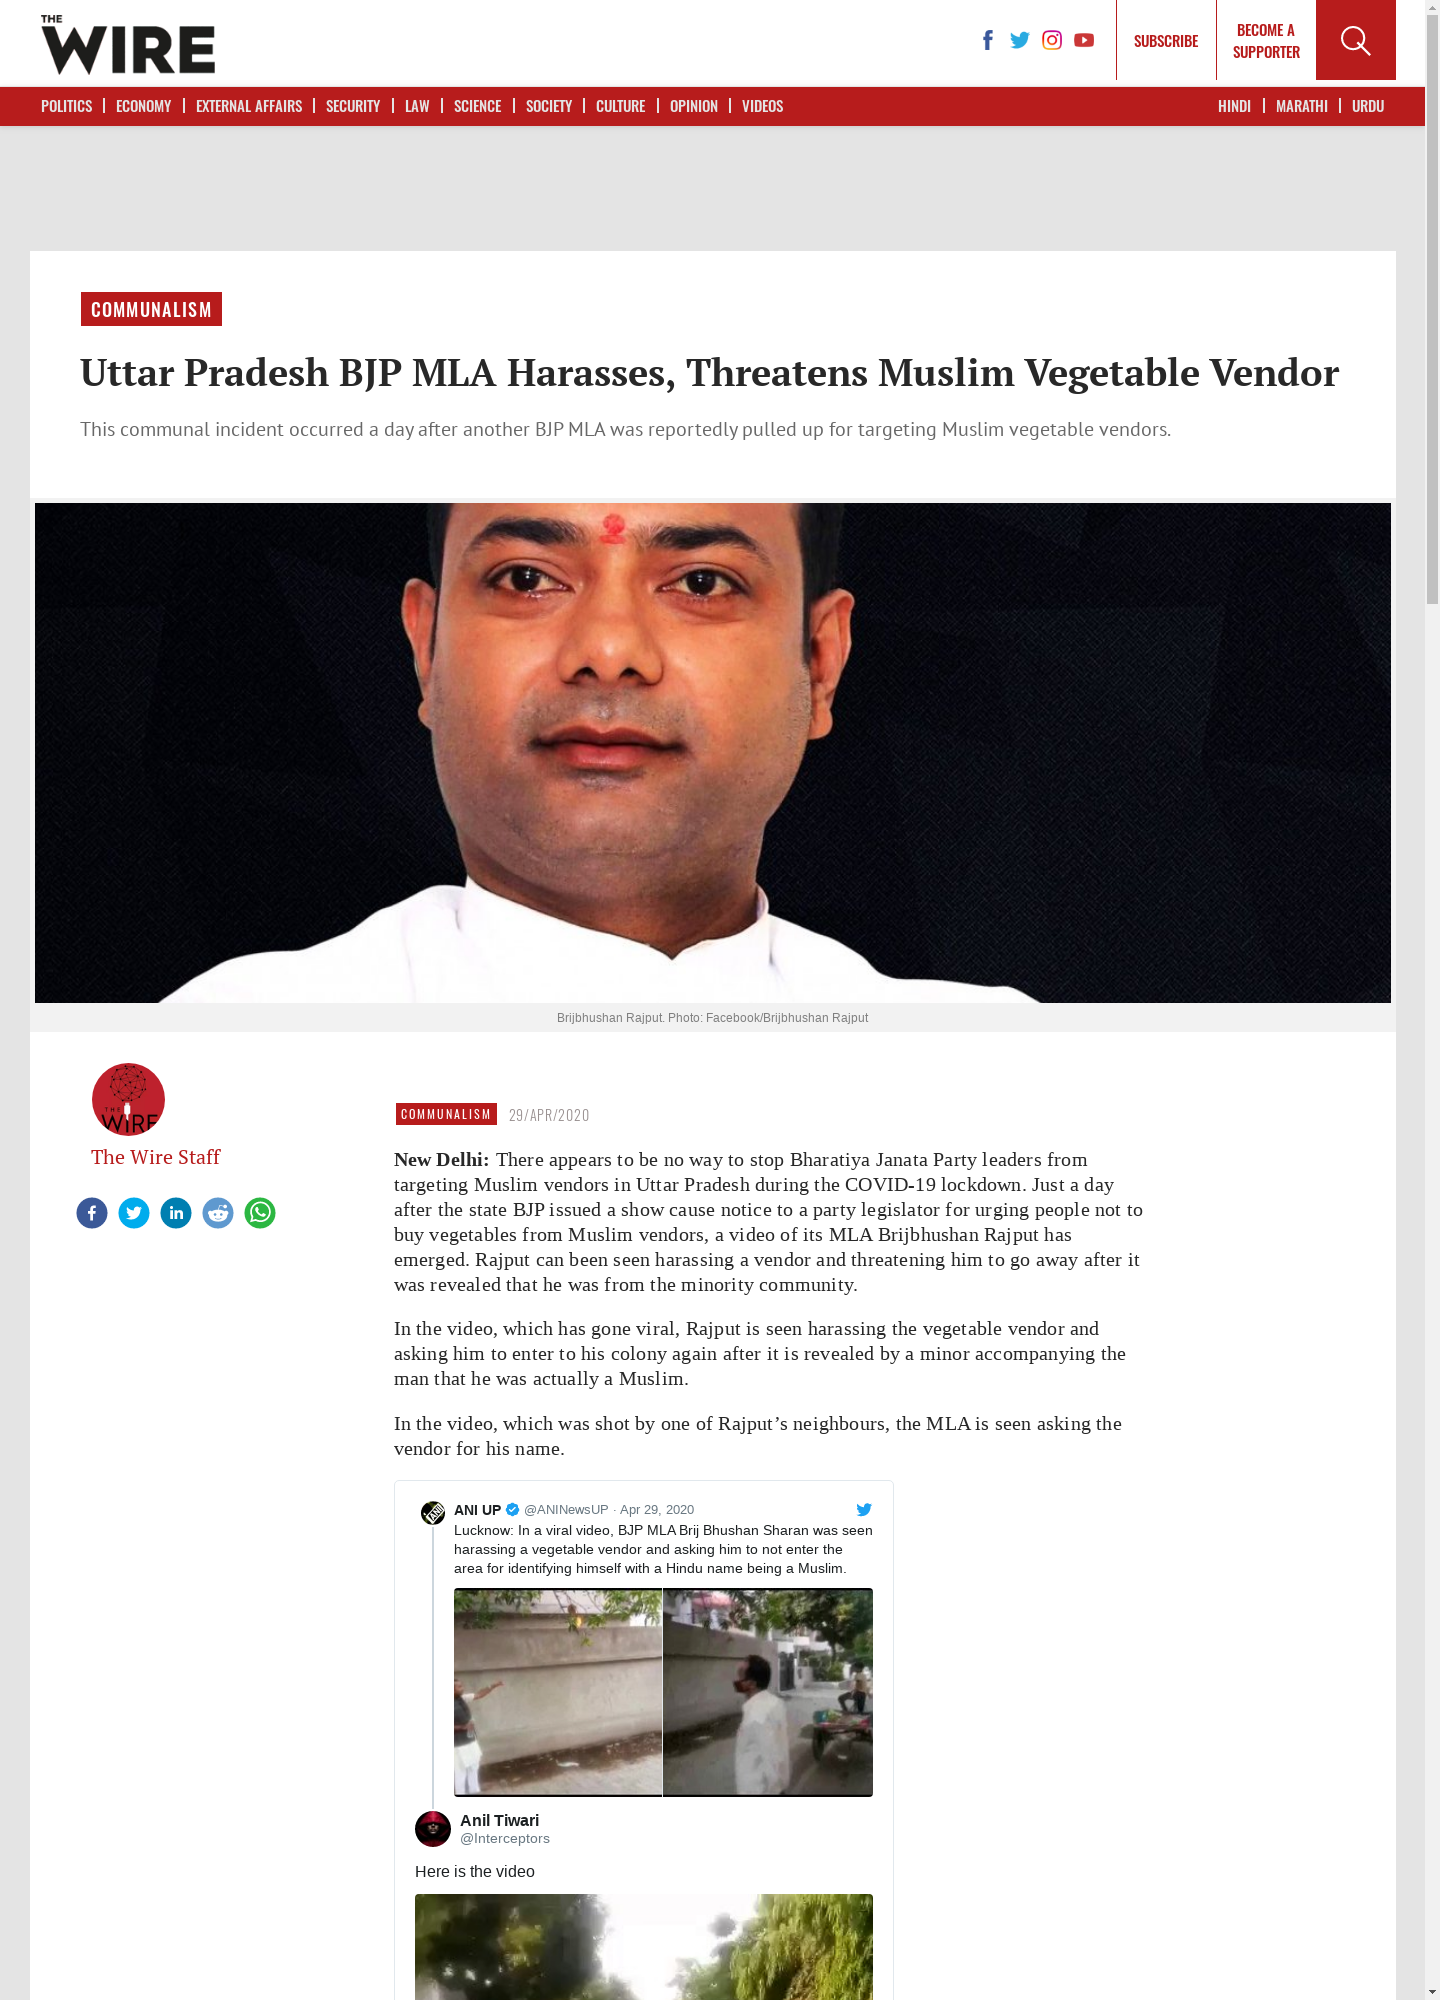 THE
WIRE
SUBSCRIBE
BECOME A
SUPPORTER
POLITICS
ECONOMY
EXTERNAL AFFAIRS
SECURITY
LAW
SCIENCE
SOCIETY
CULTURE
OPINION
VIDEOS
HINDI
MARATHI
URDU
COMMUNALISM
Uttar Pradesh BJP MLA Harasses, Threatens Muslim Vegetable Vendor
This communal incident occurred a day after another BJP MLA was reportedly pulled up for targeting Muslim vegetable vendors.
Brijbhushan Rajput. Photo: Facebook/Brijbhushan Rajput
THE
WIRE
The Wire Staff
COMMUNALISM 29/APR/2020
New Delhi: There appears to be no way to stop Bharatiya Janata Party leaders from
targeting Muslim vendors in Uttar Pradesh during the COVID-19 lockdown. Just a day
after the state BJP issued a show cause notice to a party legislator for urging people not to
buy vegetables from Muslim vendors, a video of its MLA Brijbhushan Rajput has
emerged. Rajput can been seen harassing a vendor and threatening him to go away after it
was revealed that he was from the minority community.
In the video, which has gone viral, Rajput is seen harassing the vegetable vendor and
asking him to enter to his colony again after it is revealed by a minor accompanying the
man that he was actually a Muslim.
In the video, which was shot by one of Rajput’s neighbours, the MLA is seen asking the
vendor for his name.
ANI UP @ANINewsUP · Apr 29, 2020
Lucknow: In a viral video, BJP MLA Brij Bhushan Sharan was seen
harassing a vegetable vendor and asking him to not enter the
area for identifying himself with a Hindu name being a Muslim.
Anil Tiwari
@Interceptors
Here is the video